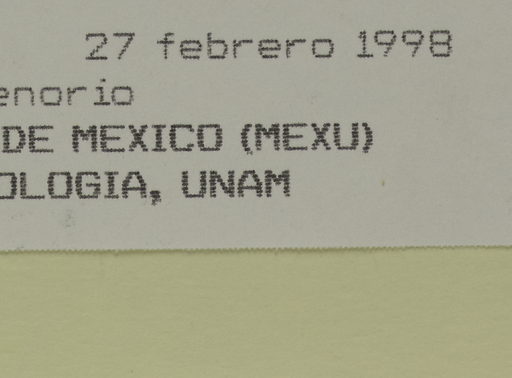 27 febrero 1998
enorio
DE MEXICO (MEXU)
OLOGIA, UNAM